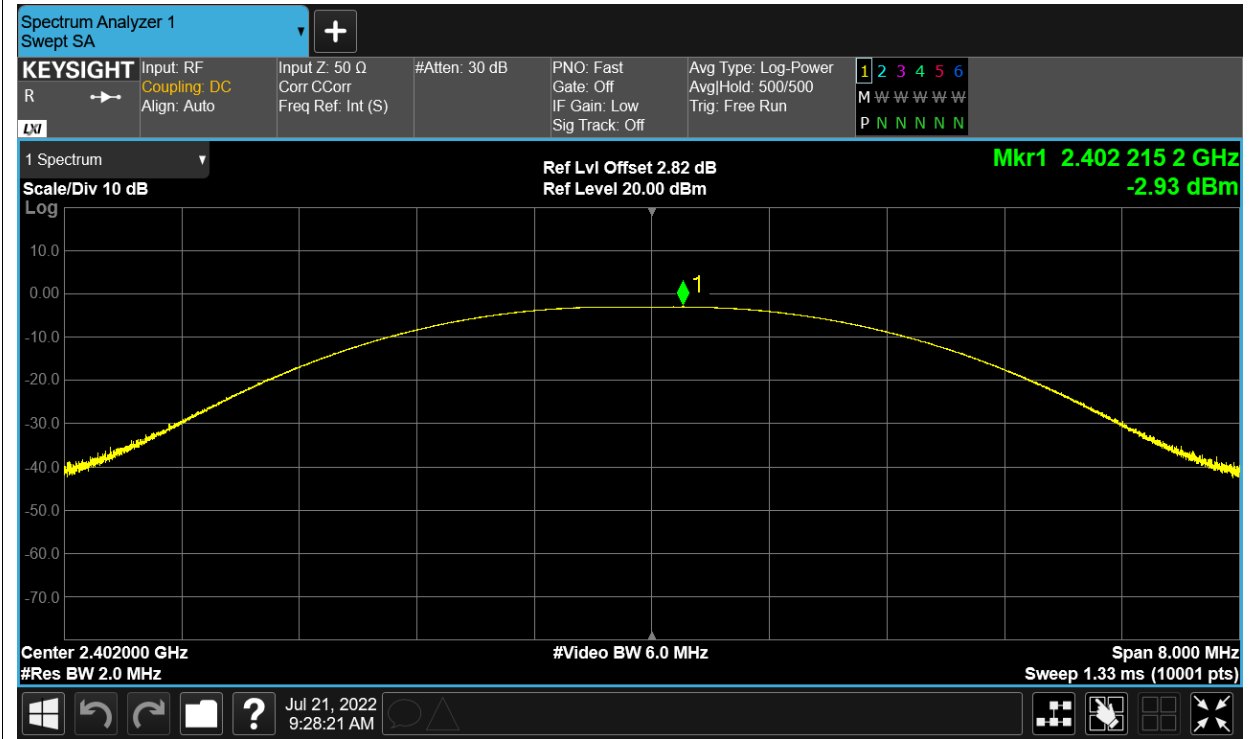 Spectrum Analyzer 1
Swept SA
KEYSIGHT
R
LXI
Input: RF
Coupling: DC
Align: Auto
Input Z: 50 Ω
Corr CCorr
Freq Ref: Int (S)
#Atten: 30 dB
PNO: Fast
Gate: Off
IF Gain: Low
Sig Track: Off
Avg Type: Log-Power
Avg|Hold: 500/500
Trig: Free Run
1 2 3 4 5 6
M W W W W W
P N N N N N
1 Spectrum
Scale/Div 10 dB
Ref Lvl Offset 2.82 dB
Ref Level 20.00 dBm
Mkr1 2.402 215 2 GHz
-2.93 dBm
Log
10.0
0.00
-10.0
-20.0
-30.0
-40.0
-50.0
-60.0
-70.0
1
Center 2.402000 GHz
#Res BW 2.0 MHz
#Video BW 6.0 MHz
Span 8.000 MHz
Sweep 1.33 ms (10001 pts)
?
Jul 21, 2022
9:28:21 AM